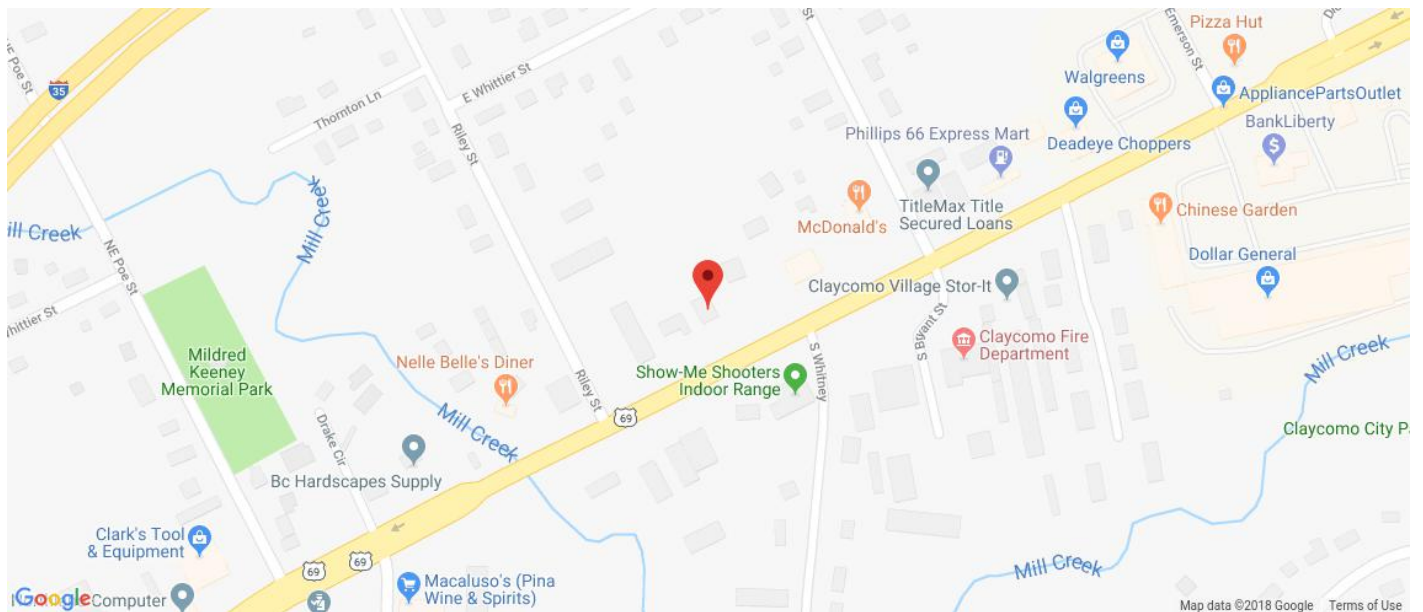 NE Poe St
35
Thornton Ln
E Whittier St
Riley St
St
Emerson St
Pizza Hut
Walgreens
AppliancePartsOutlet
BankLiberty
Deadeye Choppers
Phillips 66 Express Mart
TitleMax Title
Secured Loans
McDonald's
Chinese Garden
Dollar General
Claycomo Village Stor-It
Claycomo Fire
Department
S Bryant St
S Whitney
Mill Creek
Mill Creek
NE Poe St
Whittier St
Mildred
Keeney
Memorial Park
Nelle Belle's Diner
Show-Me Shooters
Indoor Range
Riley St
69
Mill Creek
Mill Creek
Claycomo City
Drake Cir
Bc Hardscapes Supply
Clark's Tool
& Equipment
69
69
Macaluso's (Pina
Wine & Spirits)
Mill Creek
Google
Computer
Map data ©2018 Google
Terms of Use